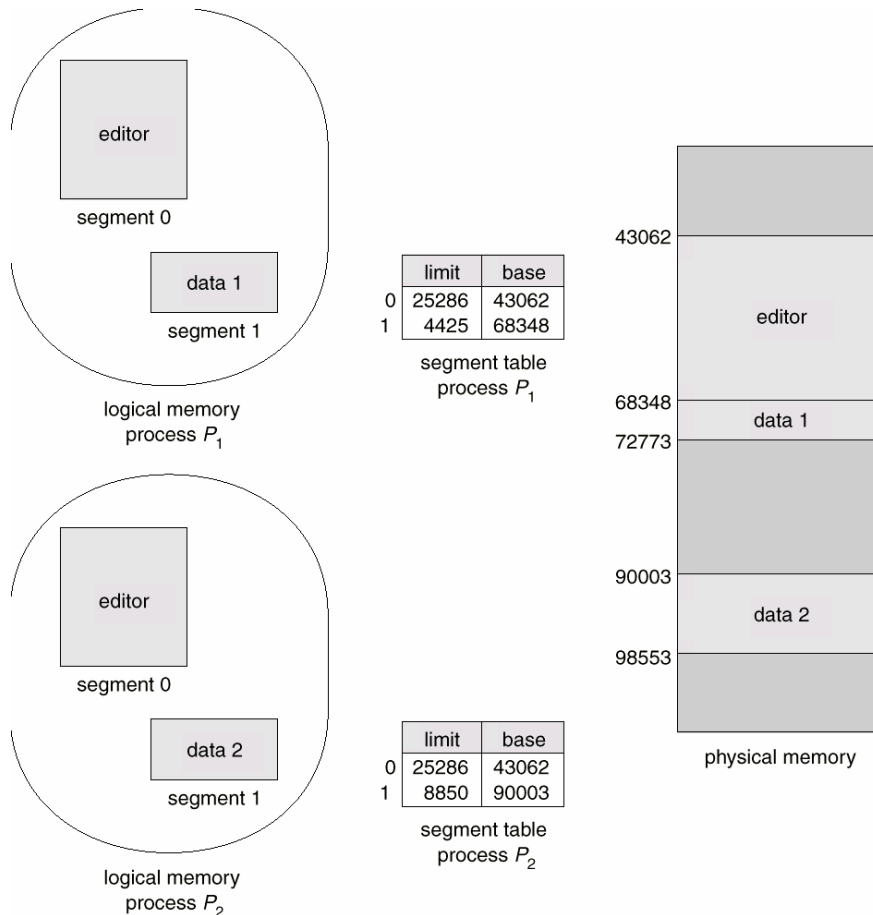 editor
segment 0
data 1
segment 1
logical memory
process P1
limit base
0 25286 43062
1 4425 68348
segment table
process P1
editor
segment 0
data 2
segment 1
logical memory
process P2
limit base
0 25286 43062
1 8850 90003
segment table
process P2
43062
editor
68348
data 1
72773
90003
data 2
98553
physical memory